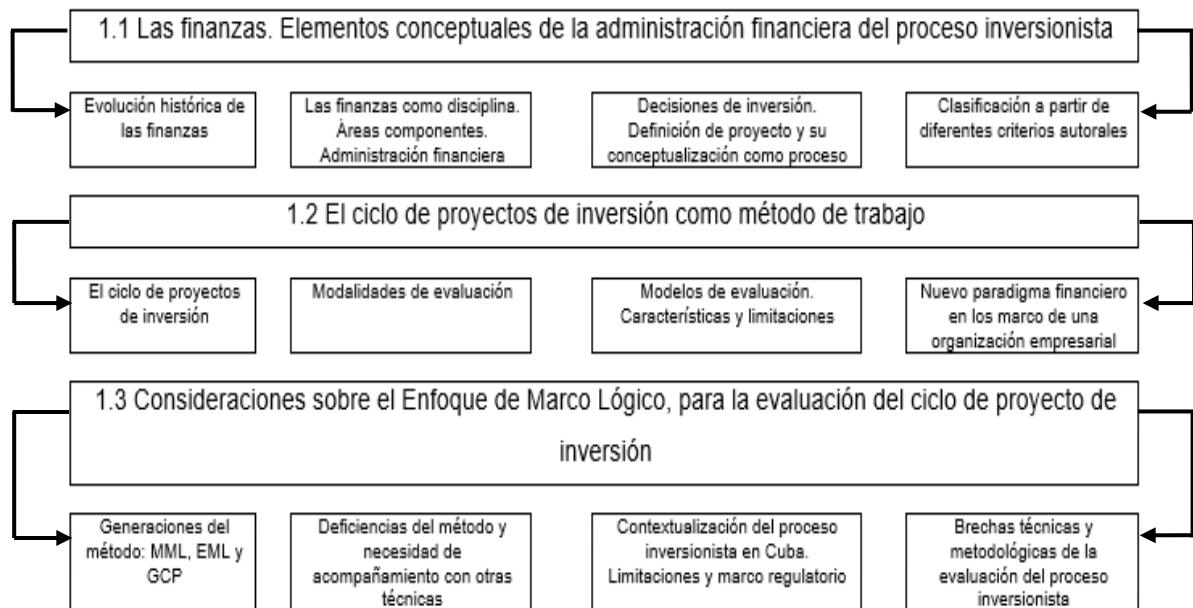 1.1 Las finanzas. Elementos conceptuales de la administración financiera del proceso inversionista
Evolución histórica de
las finanzas
Las finanzas como disciplina.
Áreas componentes.
Administración financiera
Decisiones de inversión.
Definición de proyecto y su
conceptualización como proceso
Clasificación a partir de
diferentes criterios autorales
1.2 El ciclo de proyectos de inversión como método de trabajo
El ciclo de proyectos
de inversión
Modalidades de evaluación
Modelos de evaluación.
Características y limitaciones
Nuevo paradigma financiero
en los marco de una
organización empresarial
1.3 Consideraciones sobre el Enfoque de Marco Lógico, para la evaluación del ciclo de proyecto de
inversión
Generaciones del
método: MML, EML y
GCP
Deficiencias del método y
necesidad de
acompañamiento con otras
técnicas
Contextualización del proceso
inversionista en Cuba.
Limitaciones y marco regulatorio
Brechas técnicas y
metodológicas de la
evaluación del proceso
inversionista